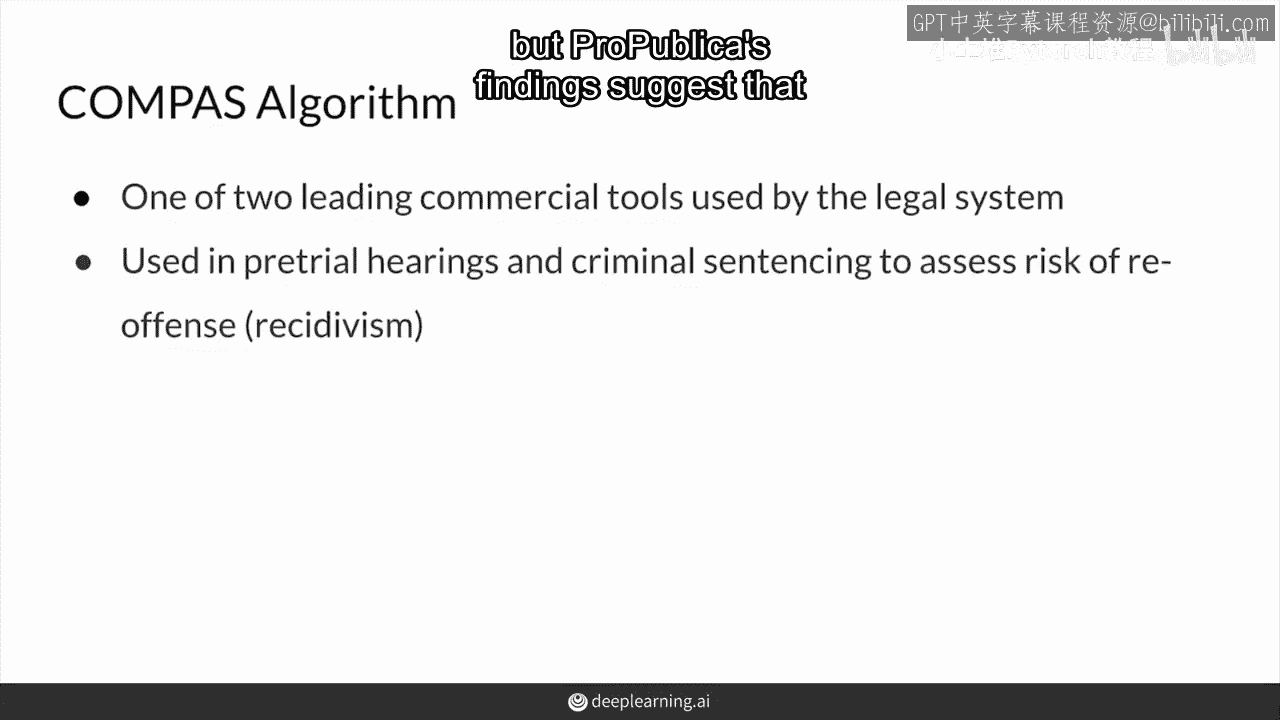 GPT中英字幕课程资源@bilibili.com
but ProPublica's
findings suggest that
COMPAS Algorithm
● One of two leading commercial tools used by the legal system
● Used in pretrial hearings and criminal sentencing to assess risk of re-
offense (recidivism)
deeplearning.ai